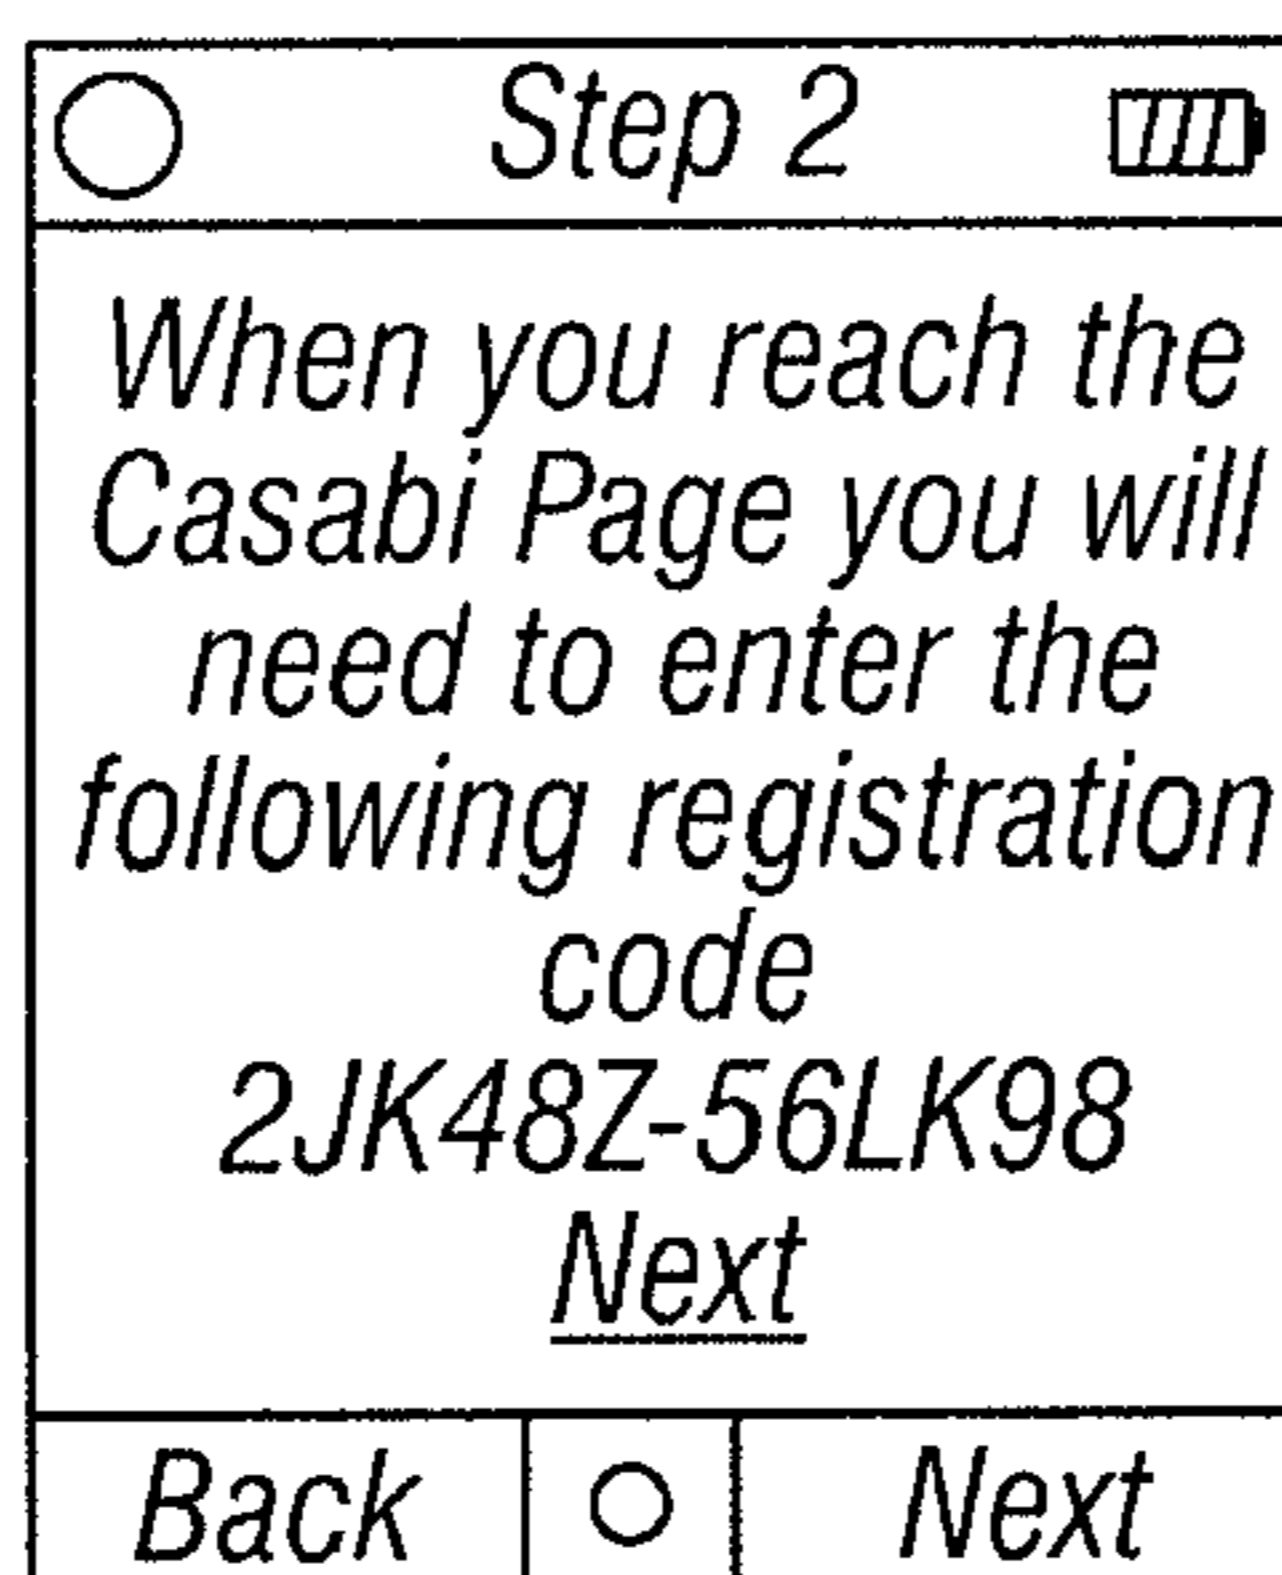 Step 2
When you reach the
Casabi Page you will
need to enter the
following registration
code
2JK48Z-56LK98
Next
Back
Next